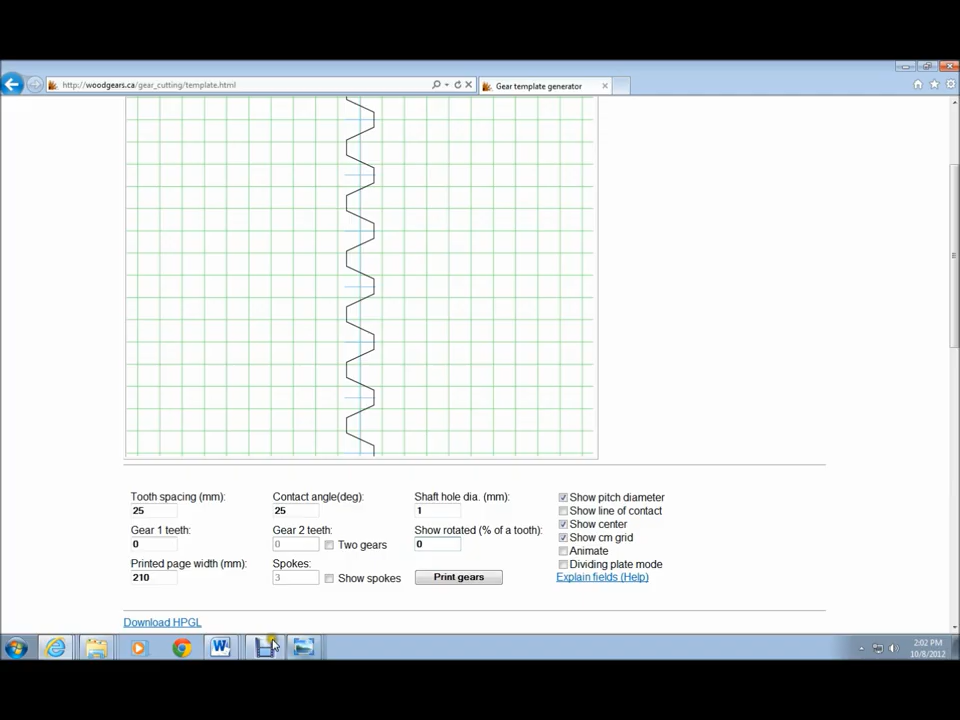 http://woodgears.ca/gear_cutting/template.html
Gear template generator
Tooth spacing (mm):
25
Contact angle(deg):
25
Shaft hole dia. (mm):
1
Show pitch diameter
Show line of contact
Show center
Show cm grid
Animate
Dividing plate mode
Explain fields (Help)
Gear 1 teeth:
0
Gear 2 teeth:
0
Two gears
Show rotated (% of a tooth):
0
Printed page width (mm):
210
Spokes:
3
Show spokes
Print gears
Download HPGL
2:02 PM
10/8/2012